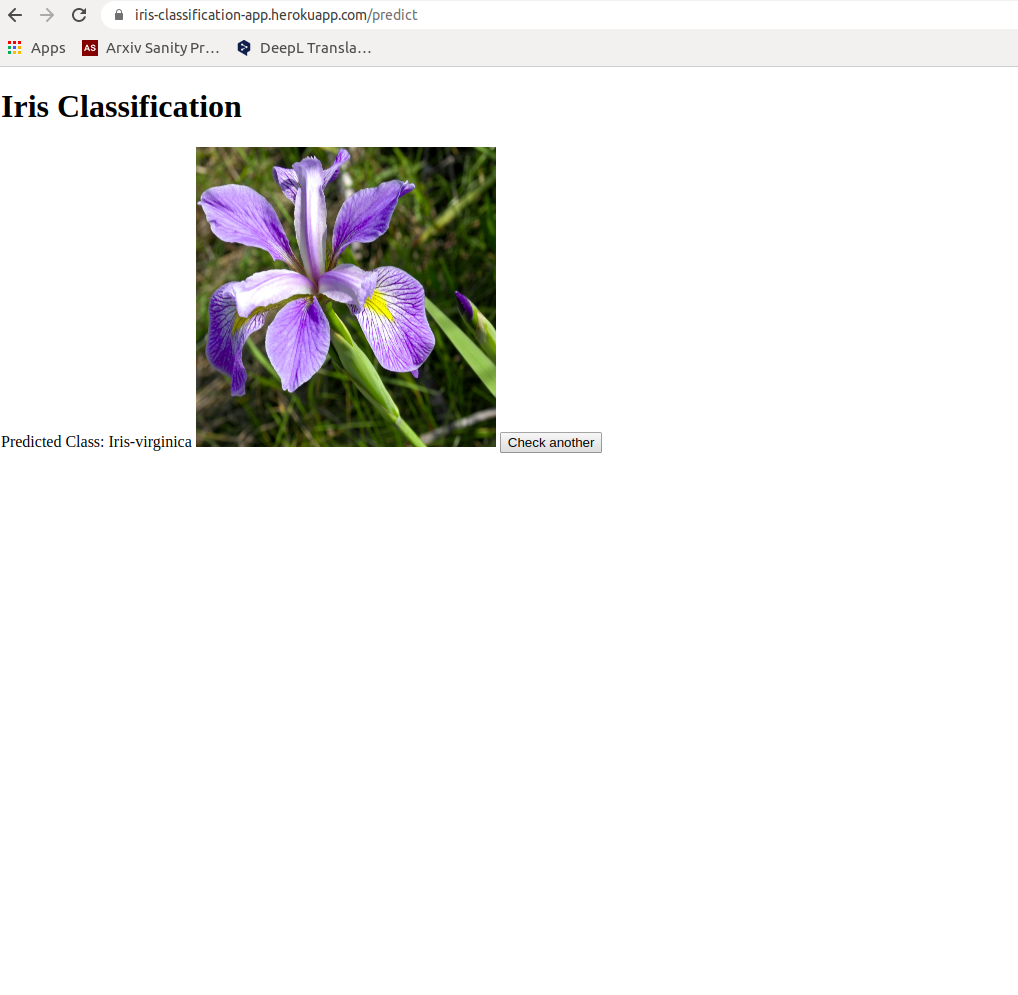 iris-classification-app.herokuapp.com/predict
Apps AS Arxiv Sanity Pr... DeepL Transla...
Iris Classification
Predicted Class: Iris-virginica Check another